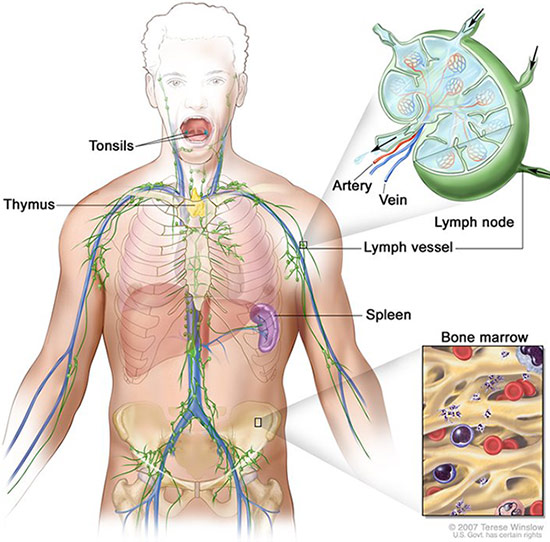 Tonsils
Thymus
Artery
Vein
Lymph node
Lymph vessel
Spleen
Bone marrow
© 2007 Terese Winslow
U.S. Govt. has certain rights